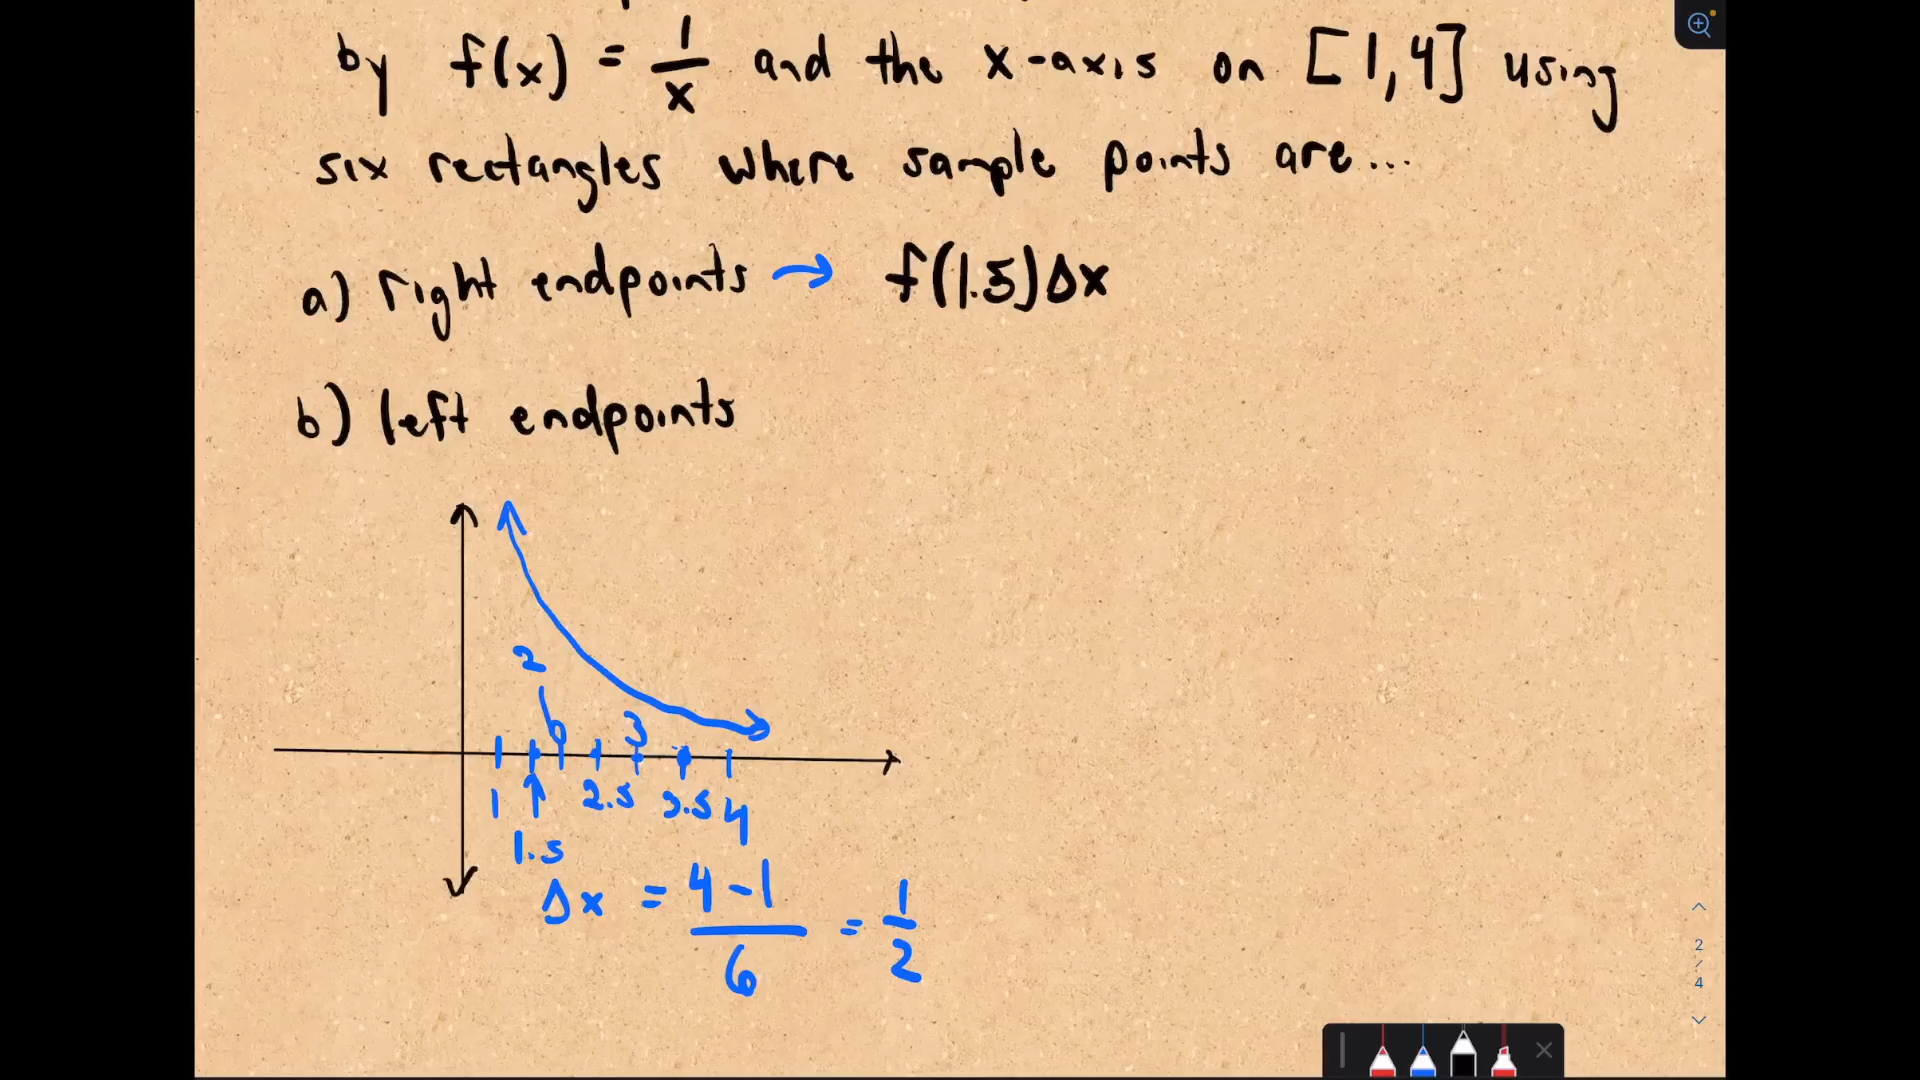 by f(x) = 1/x and the x-axis on [1,4] using
six rectangles where sample points are...
a) right endpoints → f(1.5)Δx
b) left endpoints
2
3
1 2.5 3.5 4
1.5
Δx = 4-1/6 = 1/2
2
/
4